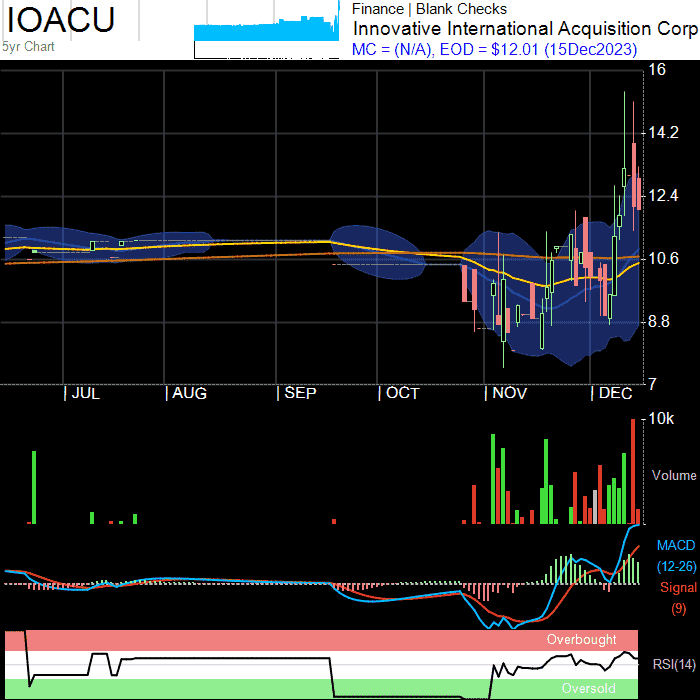 IOACU
5yr Chart
Finance | Blank Checks
Innovative International Acquisition Corp
MC = (N/A), EOD = $12.01 (15Dec2023)
16
14.2
12.4
10.6
8.8
7
JUL
AUG
SEP
OCT
NOV
DEC
10k
Volume
MACD
(12-26)
Signal
(9)
Overbought
RSI(14)
Oversold